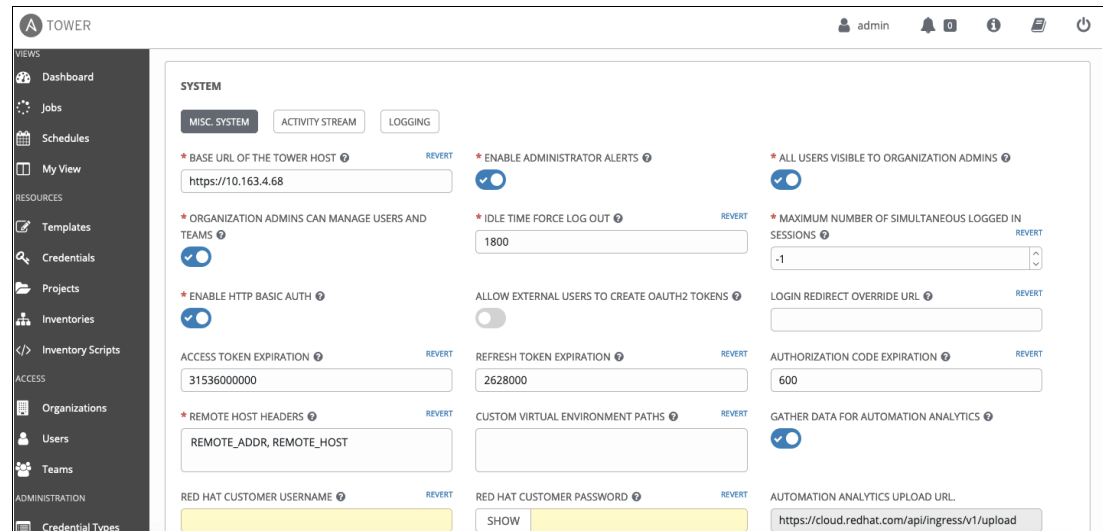 A TOWER
admin
0
VIEWS
Dashboard
Jobs
Schedules
My View
RESOURCES
Templates
Credentials
Projects
Inventories
Inventory Scripts
ACCESS
Organizations
Users
Teams
ADMINISTRATION
Credential Types
SYSTEM
MISC. SYSTEM ACTIVITY STREAM LOGGING
* BASE URL OF THE TOWER HOST REVERT
https://10.163.4.68
* ENABLE ADMINISTRATOR ALERTS
* ALL USERS VISIBLE TO ORGANIZATION ADMINS
* ORGANIZATION ADMINS CAN MANAGE USERS AND
TEAMS
* IDLE TIME FORCE LOG OUT REVERT
1800
* MAXIMUM NUMBER OF SIMULTANEOUS LOGGED IN
SESSIONS REVERT
-1
* ENABLE HTTP BASIC AUTH
ALLOW EXTERNAL USERS TO CREATE OAUTH2 TOKENS
LOGIN REDIRECT OVERRIDE URL REVERT
ACCESS TOKEN EXPIRATION REVERT
31536000000
REFRESH TOKEN EXPIRATION REVERT
2628000
AUTHORIZATION CODE EXPIRATION REVERT
600
* REMOTE HOST HEADERS REVERT
REMOTE_ADDR, REMOTE_HOST
CUSTOM VIRTUAL ENVIRONMENT PATHS REVERT
GATHER DATA FOR AUTOMATION ANALYTICS
RED HAT CUSTOMER USERNAME REVERT
RED HAT CUSTOMER PASSWORD REVERT
SHOW
AUTOMATION ANALYTICS UPLOAD URL.
https://cloud.redhat.com/api/ingress/v1/upload